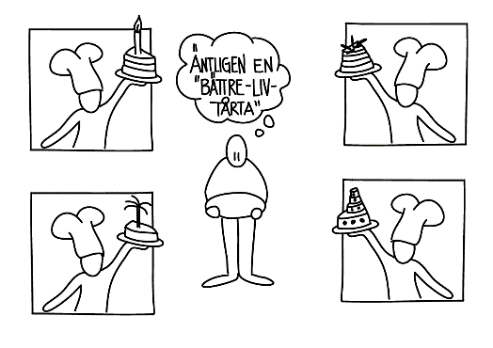 ÄNTLIGEN EN
"BÄTTRE-LIV-
TÅRTA"